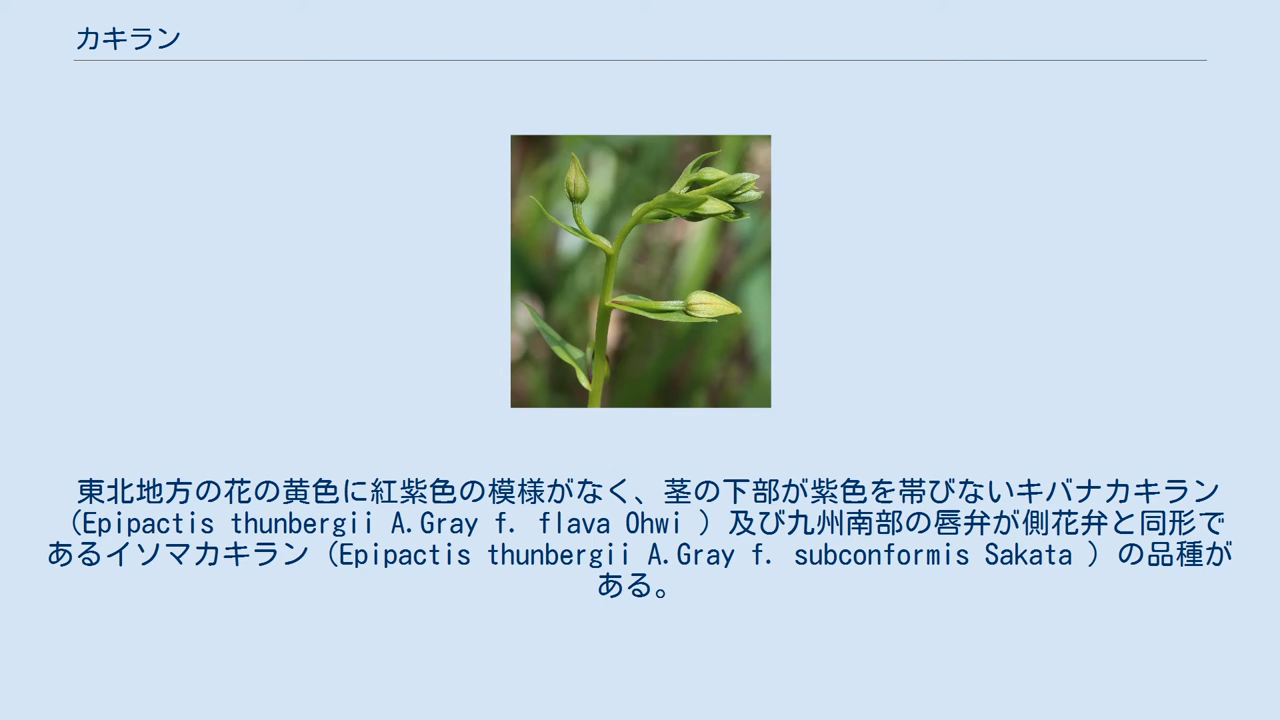 カキラン
東北地方の花の黄色に紅紫色の模様がなく、茎の下部が紫色を帯びないキバナカキラン
（Epipactis thunbergii A.Gray f. flava Ohwi ）及び九州南部の唇弁が側花弁と同形で
あるイソマカキラン（Epipactis thunbergii A.Gray f. subconformis Sakata ）の品種が
ある。